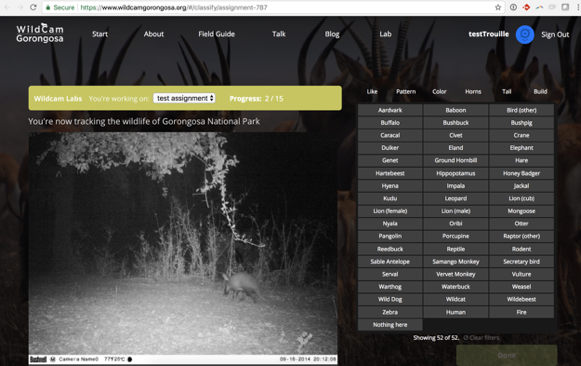 Secure https://www.wildcamgorongosa.org/#/classify/assignment-787
WildCam
Gorongosa
Start About Field Guide Talk Blog Lab testTrouille Sign Out
Wildcam Labs You're working on: test assignment Progress: 2 / 15
You're now tracking the wildlife of Gorongosa National Park
Like Pattern Color Horns Tail Build
Aardvark Baboon Bird (other)
Buffalo Bushbuck Bushpig
Caracal Civet Crane
Duiker Eland Elephant
Genet Ground Hornbill Hare
Hartebeest Hippopotamus Honey Badger
Hyena Impala Jackal
Kudu Leopard Lion (cub)
Lion (female) Lion (male) Mongoose
Nyala Oribi Otter
Pangolin Porcupine Raptor (other)
Reedbuck Reptile Rodent
Sable Antelope Samango Monkey Secretary bird
Serval Vervet Monkey Vulture
Warthog Waterbuck Weasel
Wild Dog Wildcat Wildebeest
Zebra Human Fire
Nothing here
Showing 52 of 52. Clear filters
Done
Bushnell M Camera Name0 77°F25°C 09-16-2014 20:12:08